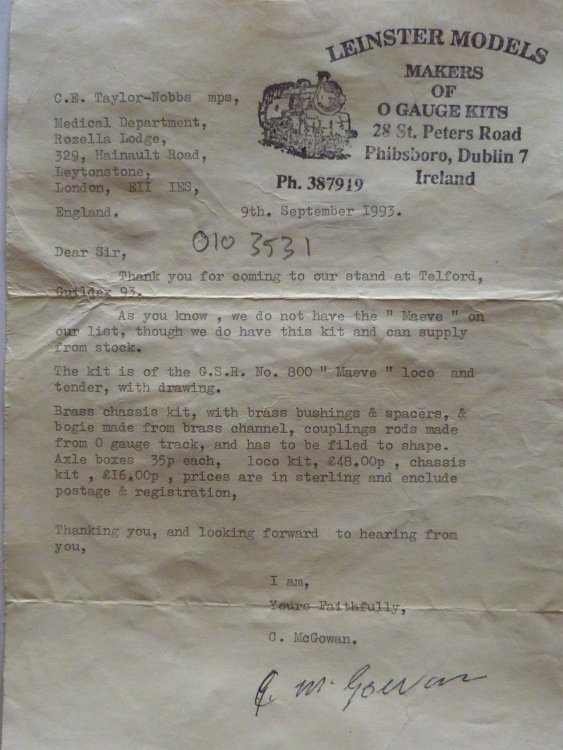 LEINSTER MODELS
MAKERS
OF
O GAUGE KITS
28 St. Peters Road
Phibsboro, Dublin 7
Ireland
Ph. 387919
C.E. Taylor-Nobbs mps,
Medical Department,
Rozella Lodge,
329, Hainault Road,
Leytonstone,
London, EII IES,
England.
9th. September 1993.
010 3531
Dear Sir,
Thank you for coming to our stand at Telford,
Guildex 93.
As you know , we do not have the " Maeve " on
our list, though we do have this kit and can supply
from stock.
The kit is of the G.S.R. No. 800 " Maeve " loco and
tender, with drawing.
Brass chassis kit, with brass bushings & spacers, &
bogie made from brass channel, couplings rods made
from O gauge track, and has to be filed to shape.
Axle boxes 35p each, loco kit, £48.00p , chassis
kit , £I6.00p , prices are in sterling and enclude
postage & registration,
Thanking you, and looking forward to hearing from
you,
I am,
Yours Faithfully,
C. McGowan.
C. McGowan